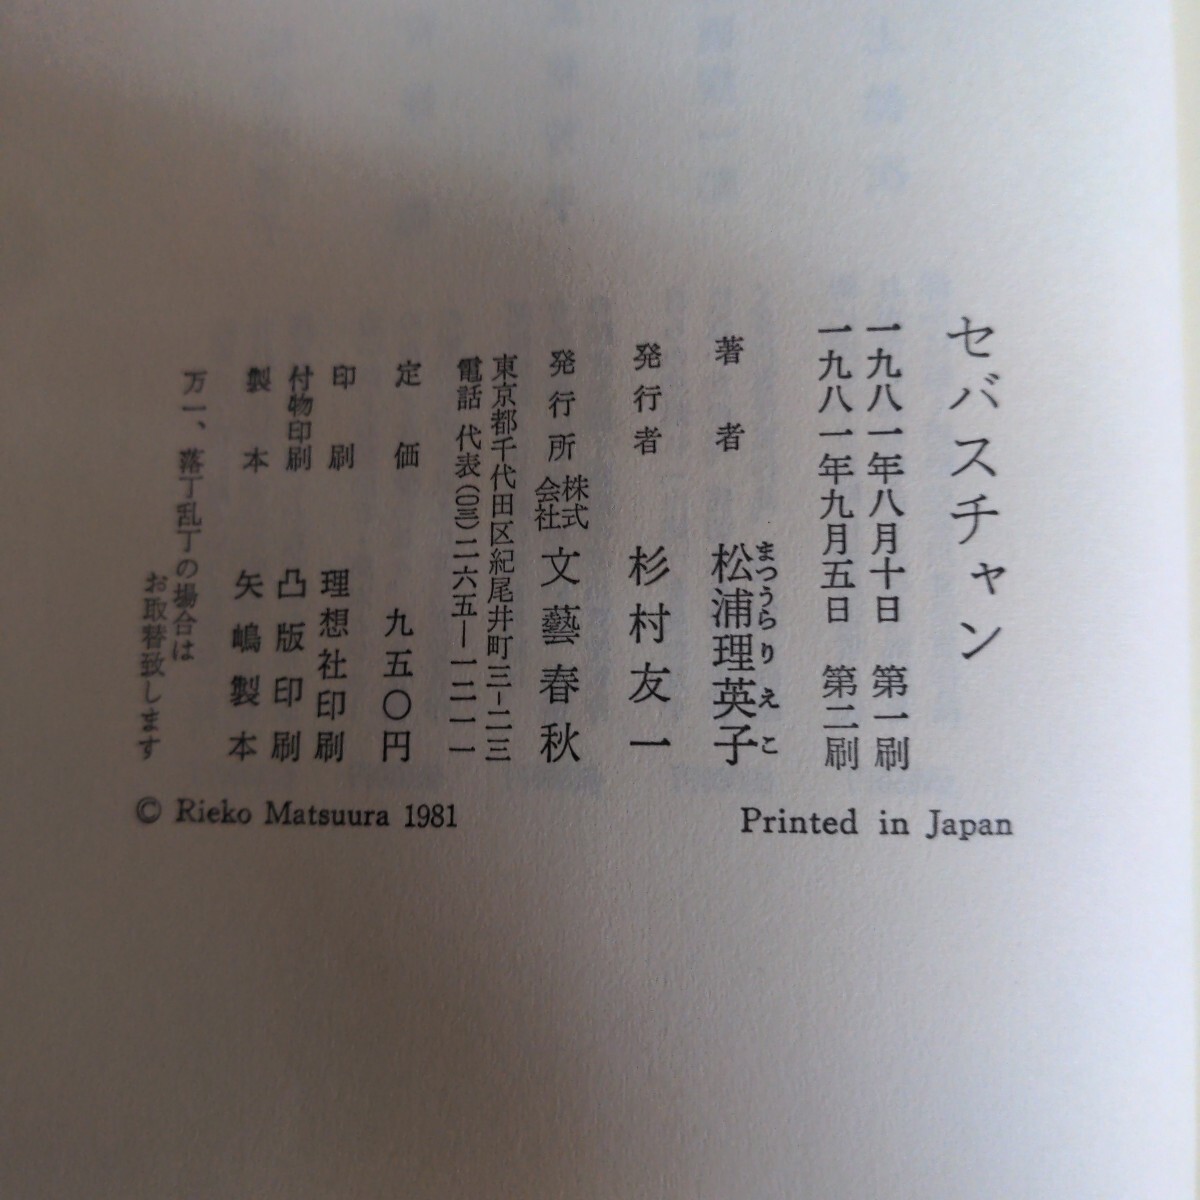 セバスチャン
一九八一年八月十日 第一刷
一九八一年九月五日 第二刷
著者 松浦理英子
まつうらりえこ
発行者 杉村友一
発行所 株式会社 文藝春秋
東京都千代田区紀尾井町三―二三
電話 代表(〇三)二六五―一二一一
定価 九五〇円
印刷 理想社印刷
付物印刷 凸版印刷
製本 矢嶋製本
万一、落丁乱丁の場合は
お取替致します
© Rieko Matsuura 1981
Printed in Japan